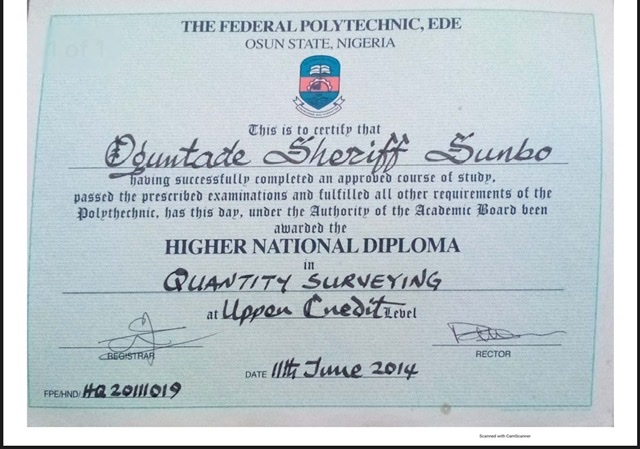 THE FEDERAL POLYTECHNIC, EDE
OSUN STATE, NIGERIA
This is to certify that
Oguntade Sheriff Sunbo
having successfully completed an approved course of study,
passed the prescribed examinations and fulfilled all other requirements of the
Polythechnic, has this day, under the Authority of the Academic Board been
awarded the
HIGHER NATIONAL DIPLOMA
in
QUANTITY SURVEYING
at Upper Credit Level
REGISTRAR
RECTOR
DATE 11th June 2014
FPE/HND/ HQ20111019
Scanned with CamScanner